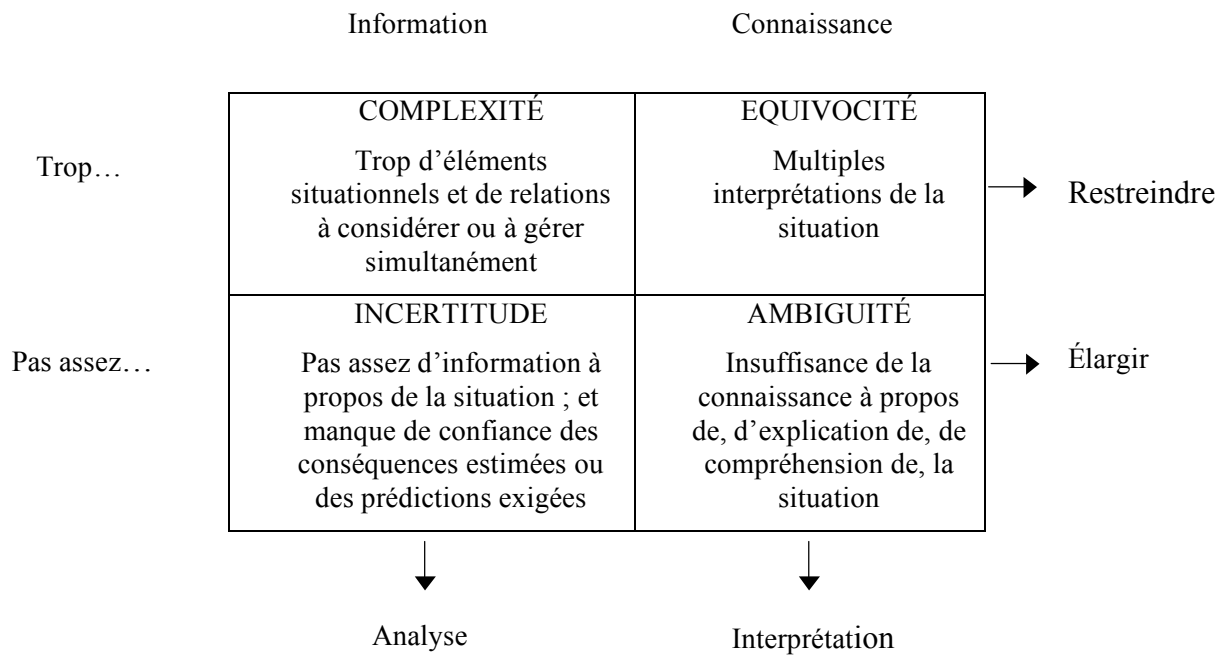 Information Connaissance
COMPLEXITÉ
Trop d’éléments
situationnels et de relations
à considérer ou à gérer
simultanément
EQUIVOCITÉ
Multiples
interprétations de la
situation
Trop…
Restreindre
INCERTITUDE
Pas assez d’information à
propos de la situation ; et
manque de confiance des
conséquences estimées ou
des prédictions exigées
AMBIGUITÉ
Insuffisance de la
connaissance à propos
de, d’explication de, de
compréhension de, la
situation
Pas assez…
Élargir
Analyse
Interprétation